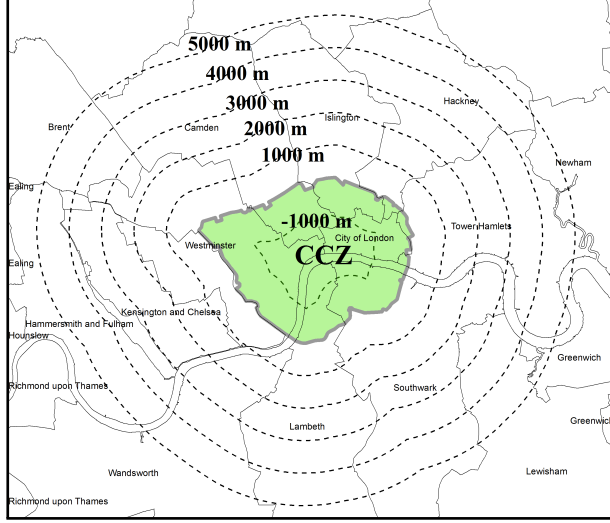 5000 m
4000 m
3000 m
Hackney
Islington
Brent
Camden
2000 m
1000 m
Newham
Ealing
-1000 m
Tower Hamlets
City of London
Westminster
CCZ
Ealing
Kensington and Chelsea
Hammersmith and Fulham
Hounslow
Greenwich
Richmond upon Thames
Southwark
Greenwic
Lambeth
Wandsworth
Lewisham
Richmond upon Thames